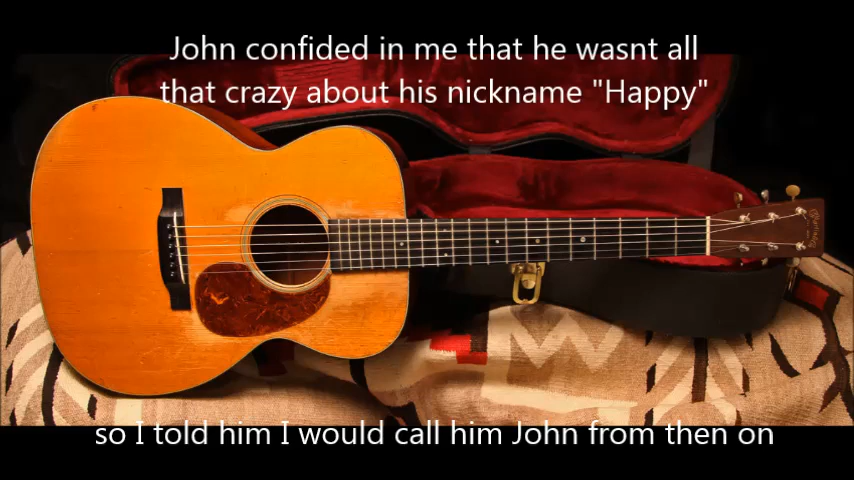 John confided in me that he wasnt all
that crazy about his nickname "Happy"
so I told him I would call him John from then on